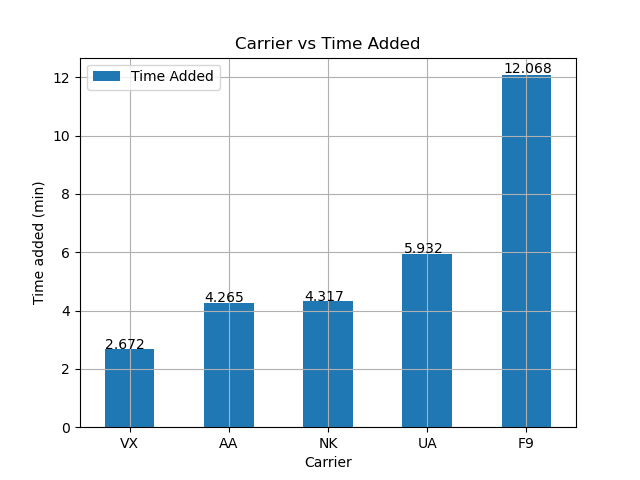 Carrier vs Time Added
Time Added
Time added (min)
12
10
8
6
4
2
0
2.672
4.265
4.317
5.932
12.068
VX
AA
NK
UA
F9
Carrier